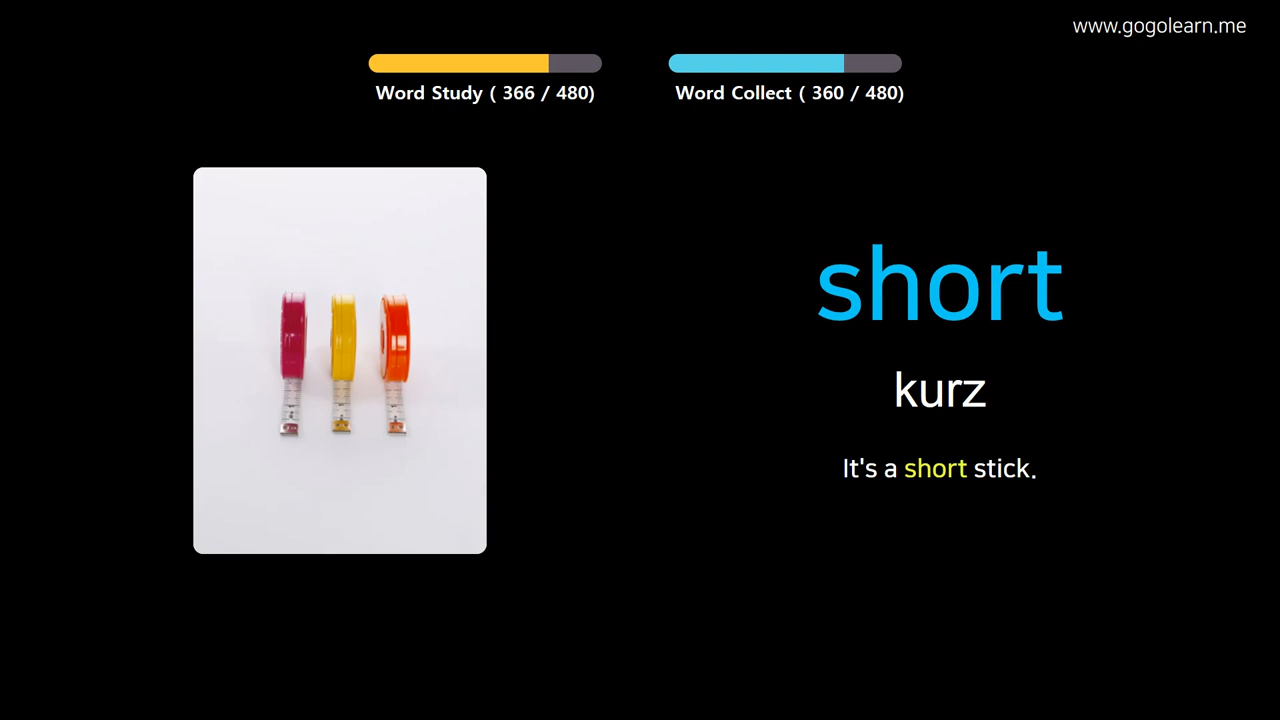 www.gogolearn.me
Word Study ( 366 / 480)
Word Collect ( 360 / 480)
short
kurz
It's a short stick.